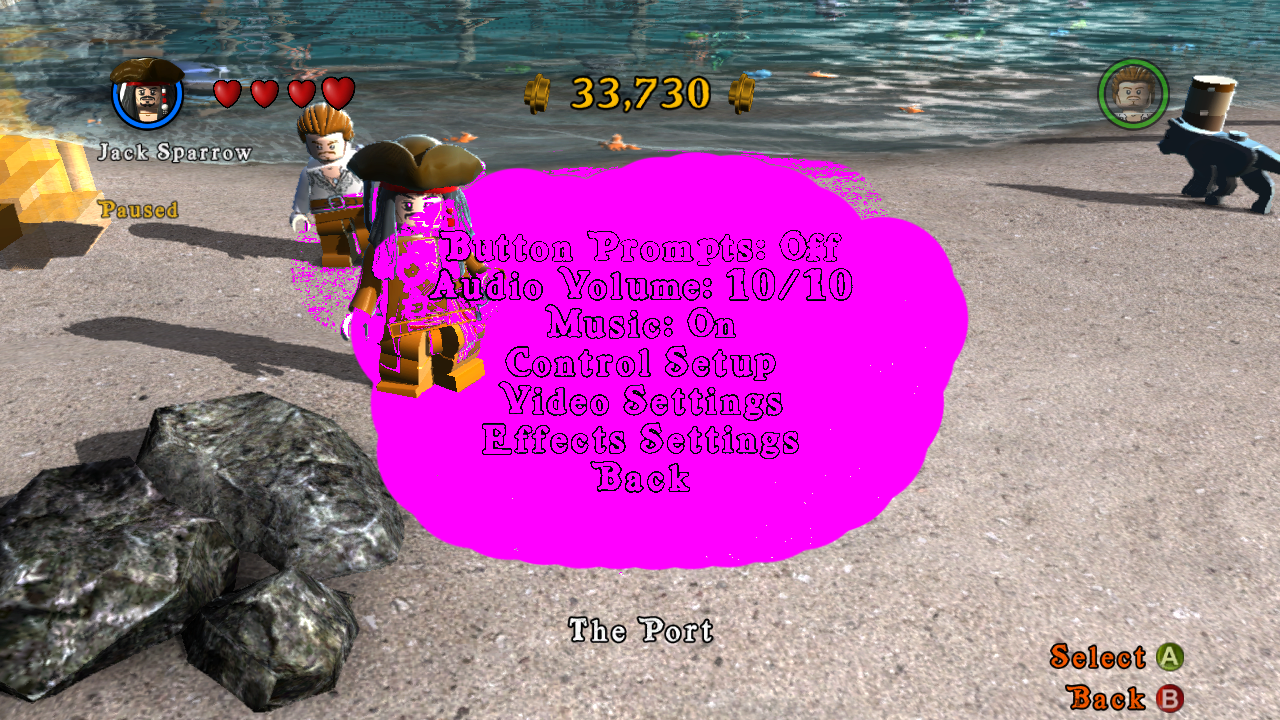 33,730
Jack Sparrow
Paused
Button Prompts: Off
Audio Volume: 10/10
Music: On
Control Setup
Video Settings
Effects Settings
Back
The Port
Select A
Back B